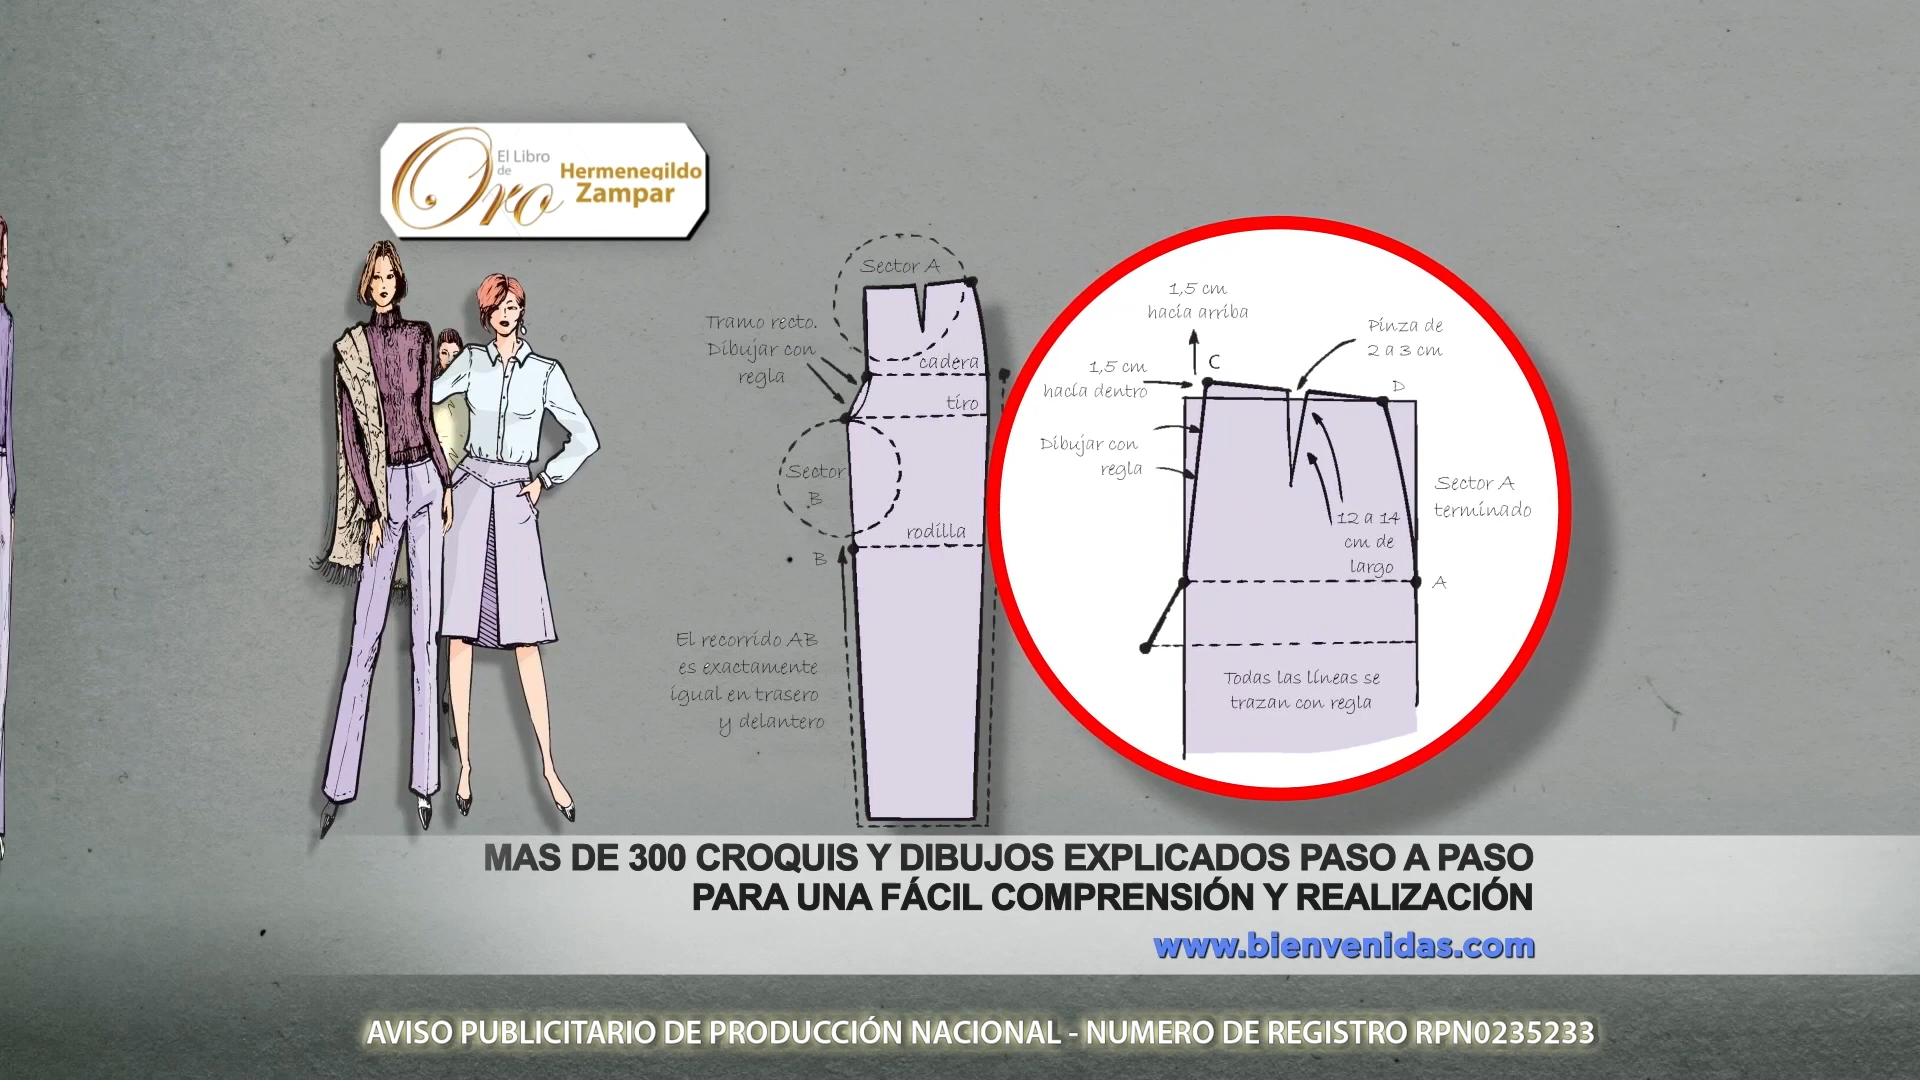 El Libro
de
Oro
Hermenegildo
Zampar
Sector A
Tramo recto.
Dibujar con
regla
cadera
tiro
Sector
B
rodilla
B
El recorrido AB
es exactamente
igual en trasero
y delantero
1,5 cm
hacia arriba
C
Pinza de
2 a 3 cm
1,5 cm
hacia dentro
D
Dibujar con
regla
Sector A
terminado
12 a 14
cm de
largo
A
Todas las líneas se
trazan con regla
MAS DE 300 CROQUIS Y DIBUJOS EXPLICADOS PASO A PASO
PARA UNA FÁCIL COMPRENSIÓN Y REALIZACIÓN
www.bienvenidas.com
AVISO PUBLICITARIO DE PRODUCCIÓN NACIONAL - NUMERO DE REGISTRO RPN0235233